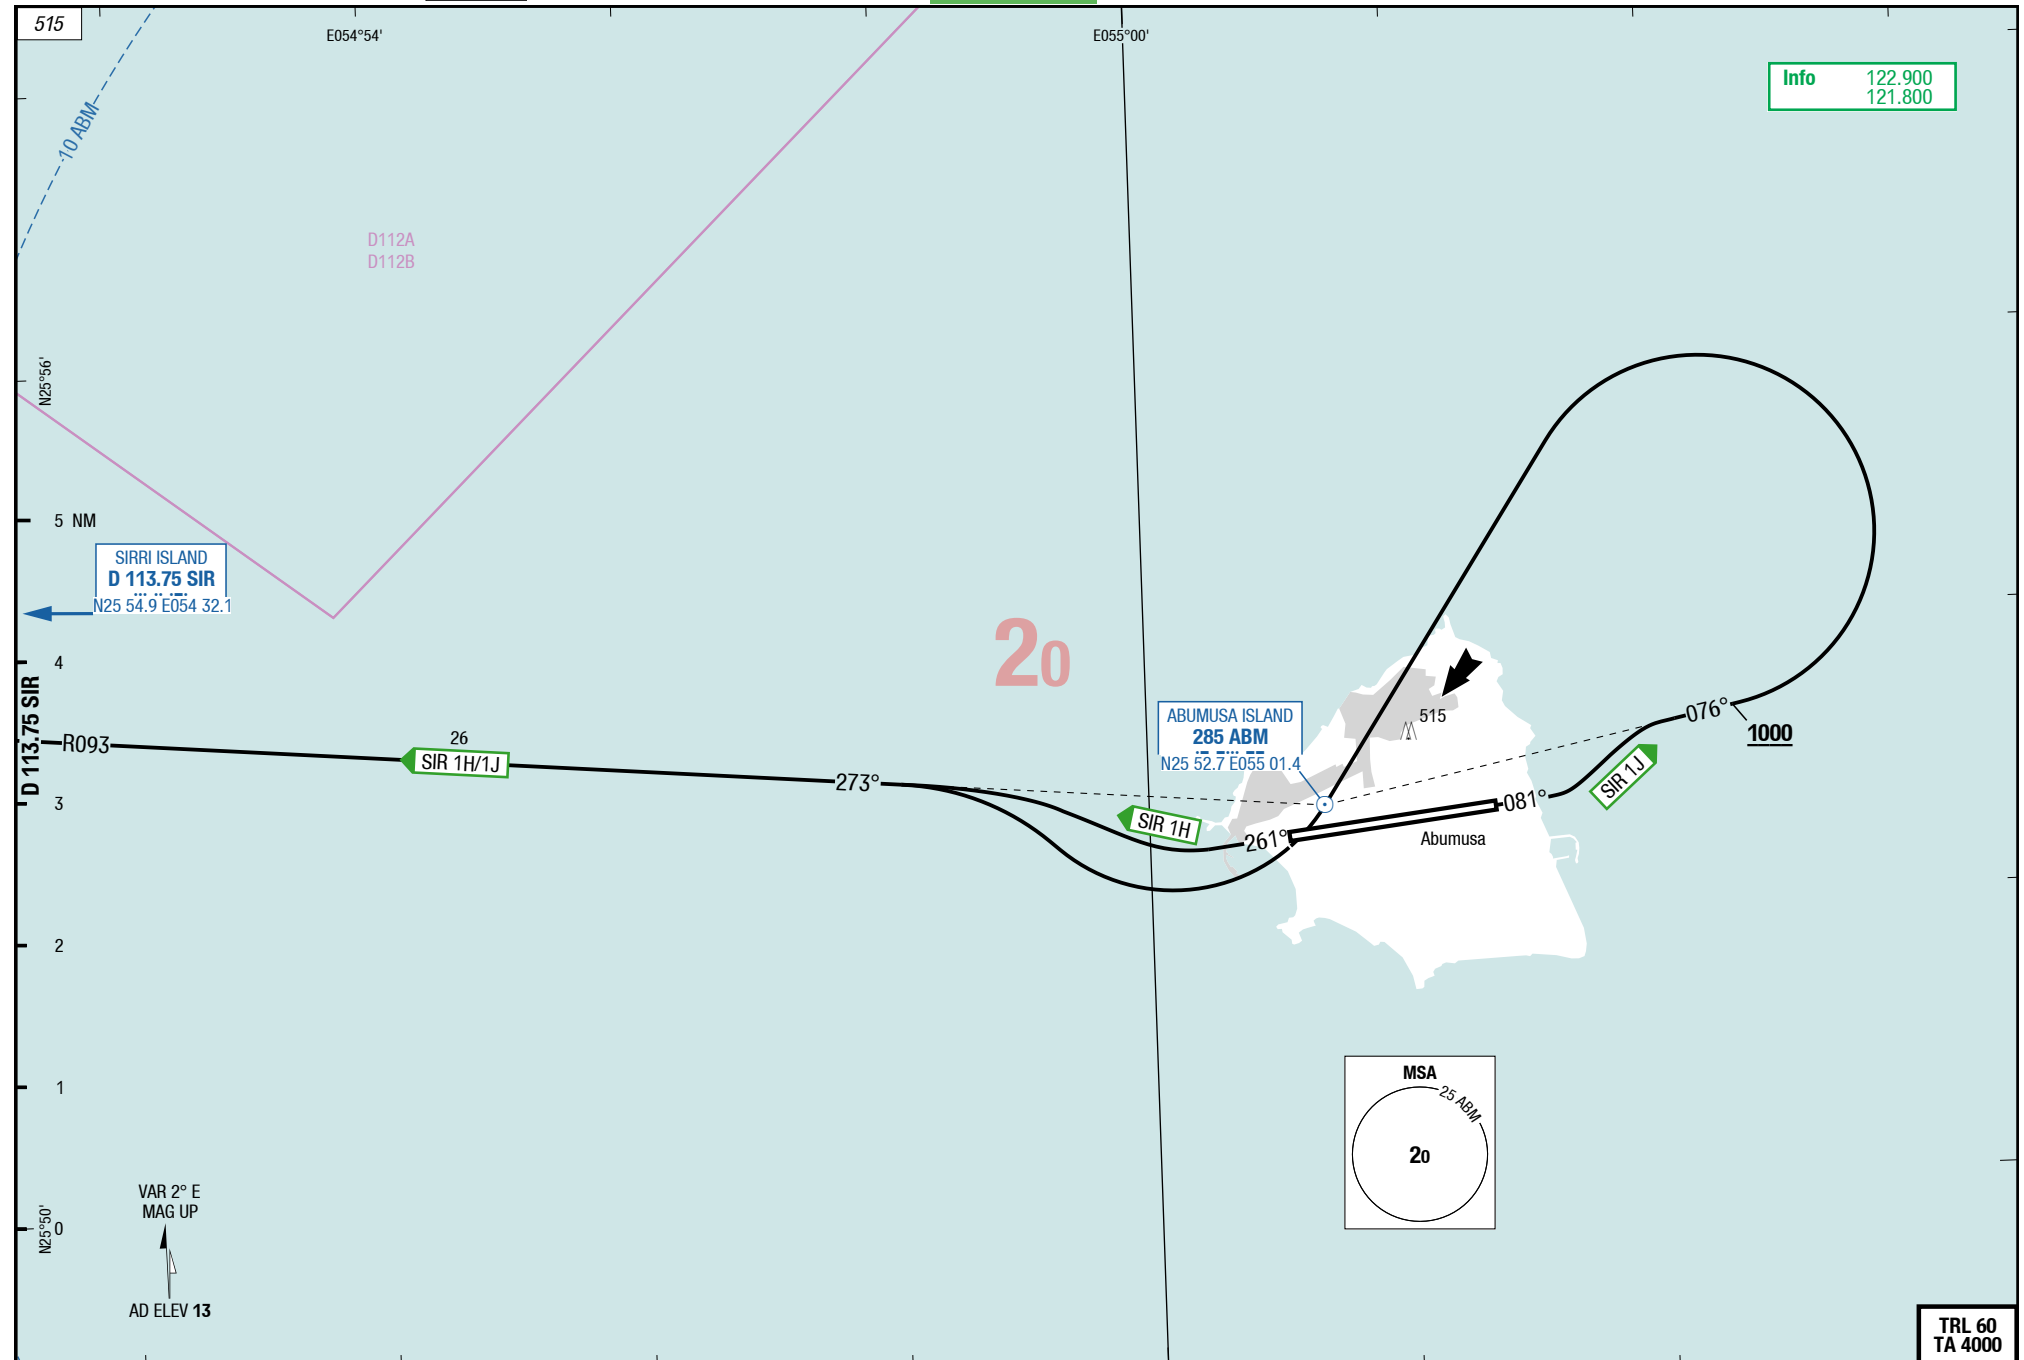 515
E054°54'
E055°00'
Info 122.900
121.800
10 ABM
D112A
D112B
N25°56'
5 NM
SIRRI ISLAND
D 113.75 SIR
N25 54.9 E054 32.1
20
4
D 113.75 SIR
515
ABUMUSA ISLAND
285 ABM
N25 52.7 E055 01.4
076°
1000
R093
26
SIR 1H/1J
273°
SIR 1J
3
081°
SIR 1H
261°
Abumusa
2
1
MSA
25 ABM
20
VAR 2° E
MAG UP
N25°50'
0
AD ELEV 13
TRL 60
TA 4000